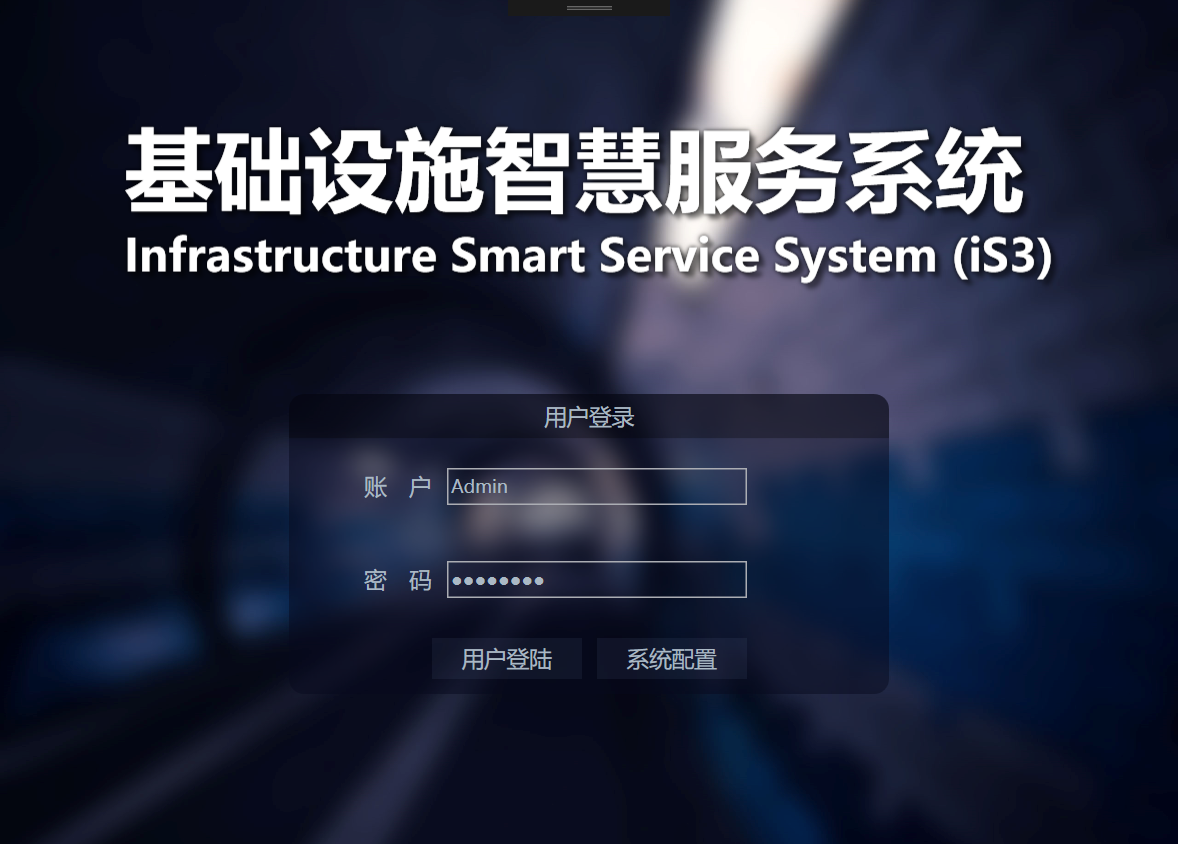 基础设施智慧服务系统
Infrastructure Smart Service System (iS3)
用户登录
账 户 Admin
密 码 ●●●●●●●●
用户登陆 系统配置